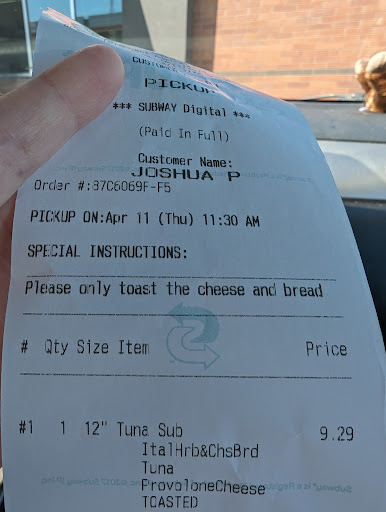 CUSTOMER
PICKUP
*** SUBWAY Digital ***
(Paid In Full)
Customer Name:
JOSHUA P
Order #:87C6069F-F5
PICKUP ON:Apr 11 (Thu) 11:30 AM
SPECIAL INSTRUCTIONS:
Please only toast the cheese and bread
# Qty Size Item Price
#1 1 12" Tuna Sub 9.29
ItalHrb&ChsBrd
Tuna
ProvoloneCheese
TOASTED